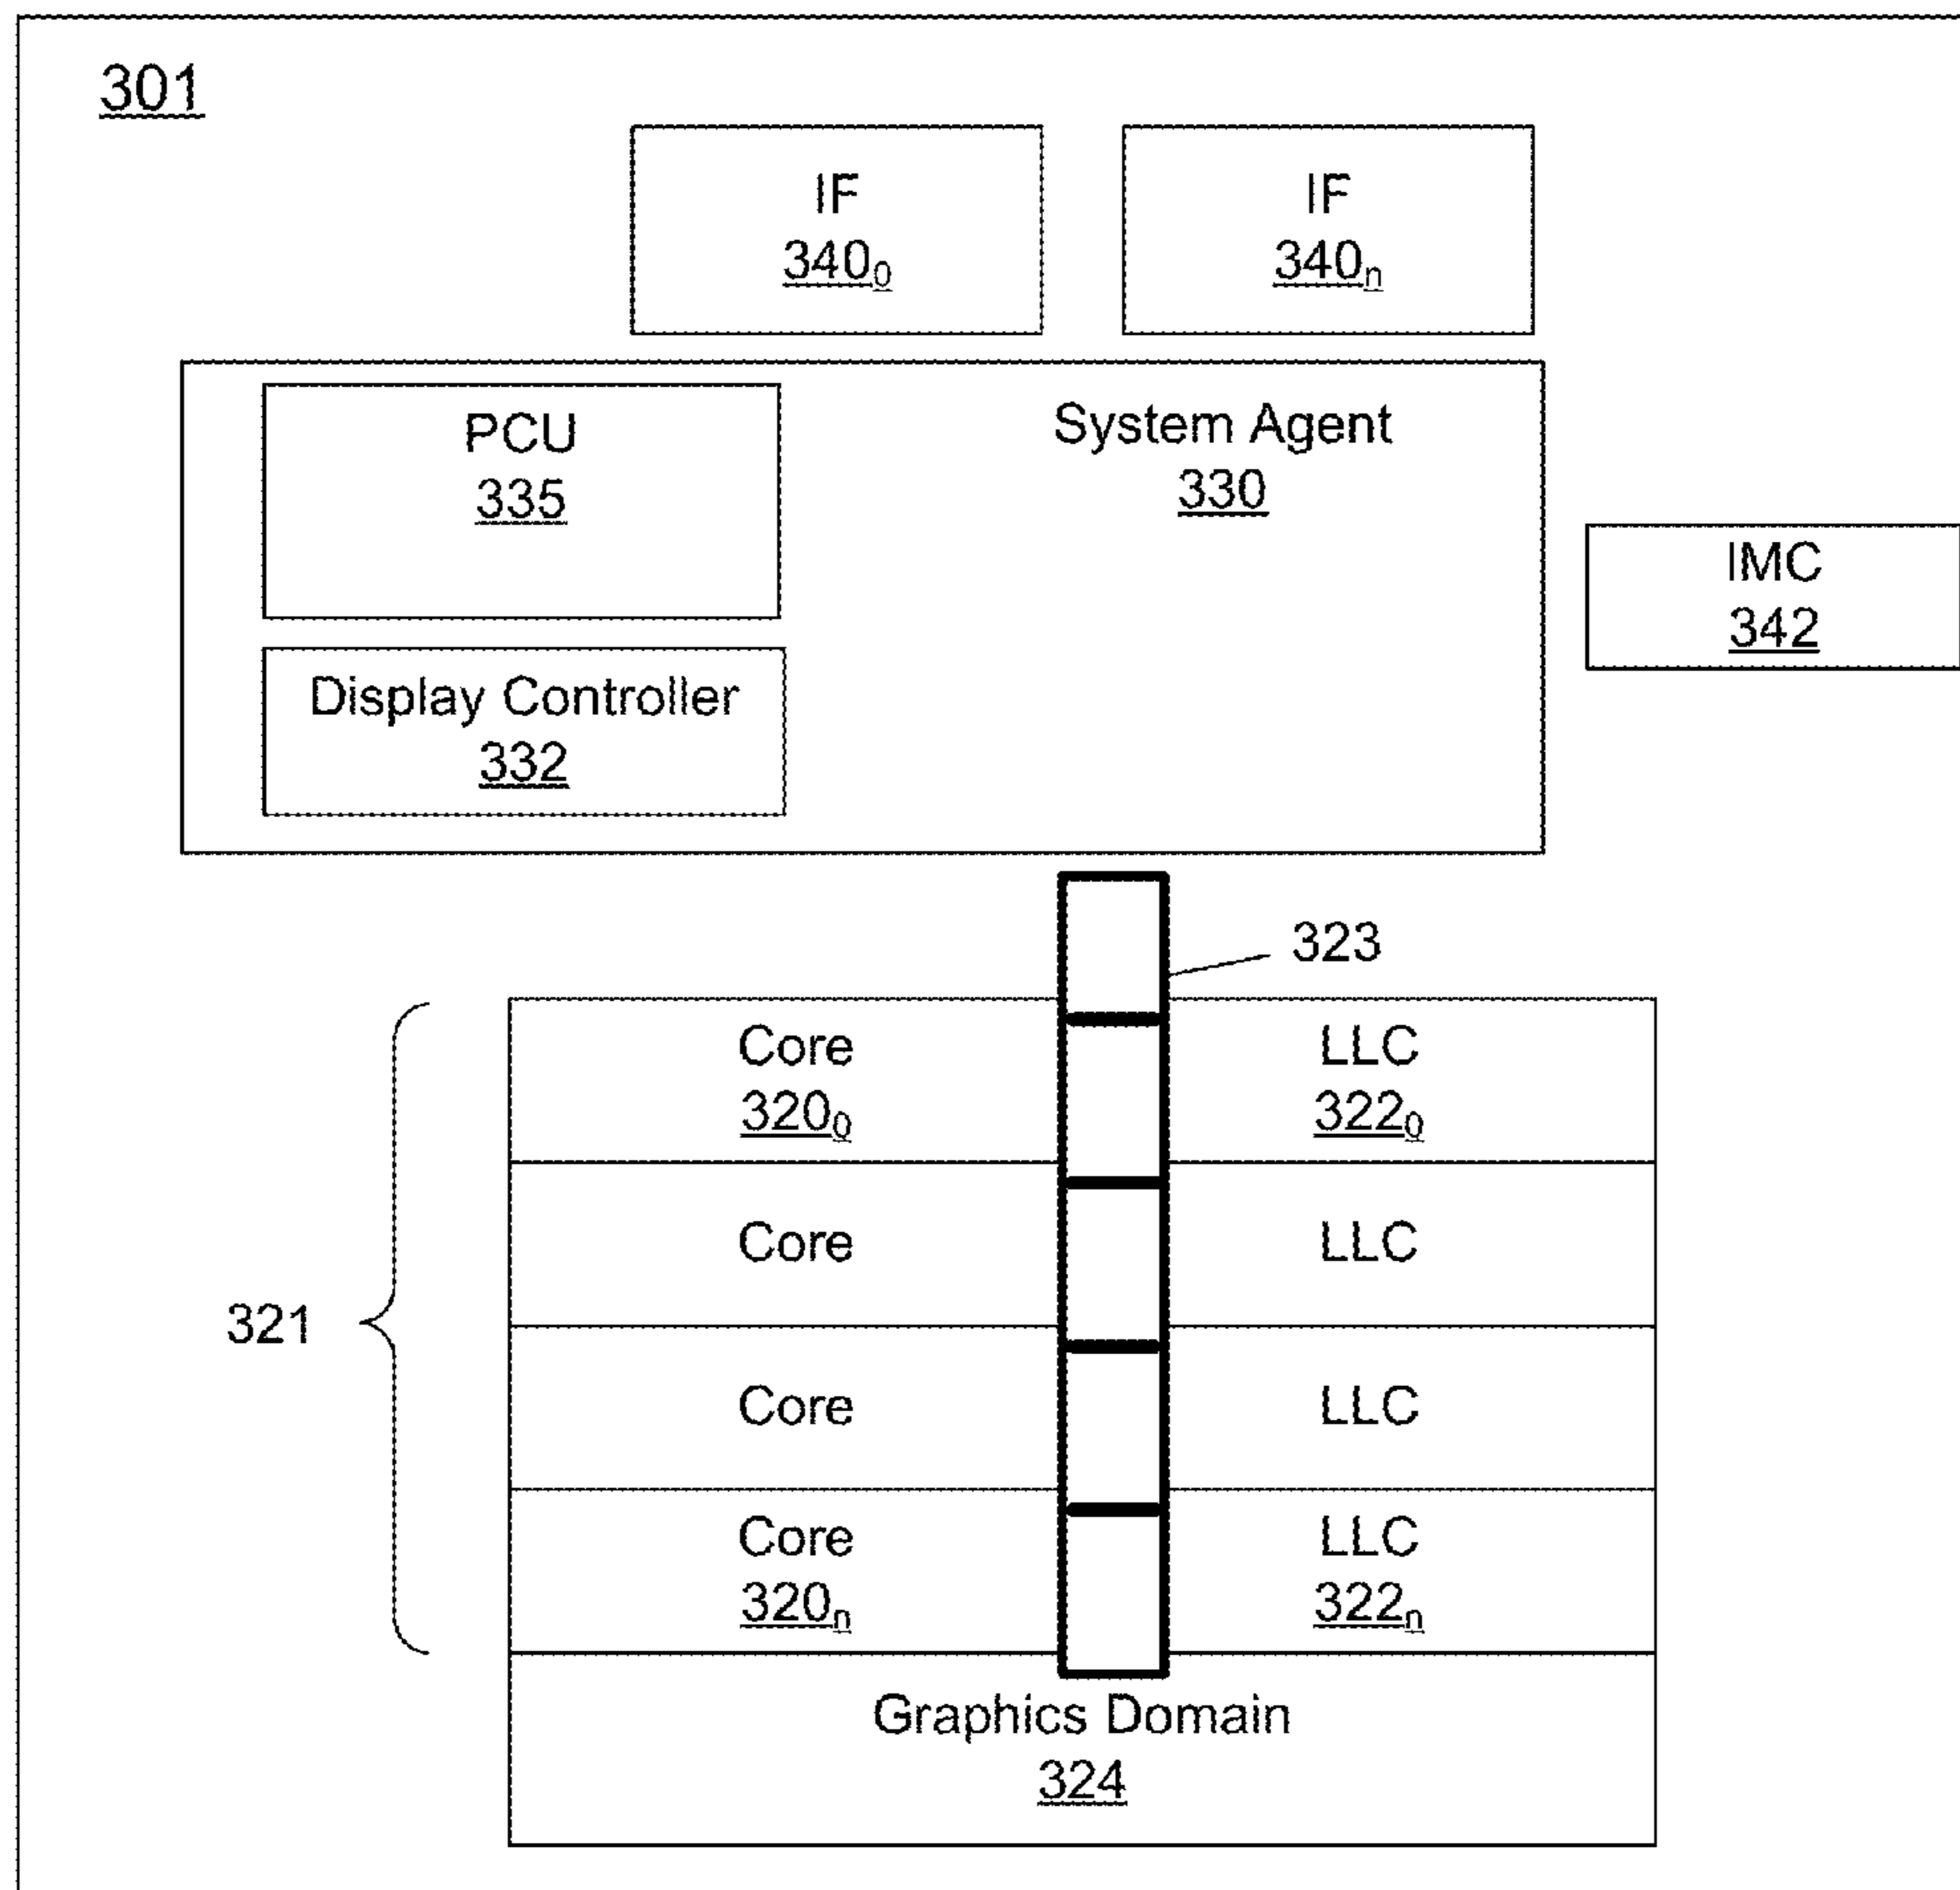 301
IF
340₀
IF
340ₙ
PCU
335
System Agent
330
IMC
342
Display Controller
332
323
321
Core
320₀
LLC
322₀
Core
LLC
Core
LLC
Core
320ₙ
LLC
322ₙ
Graphics Domain
324